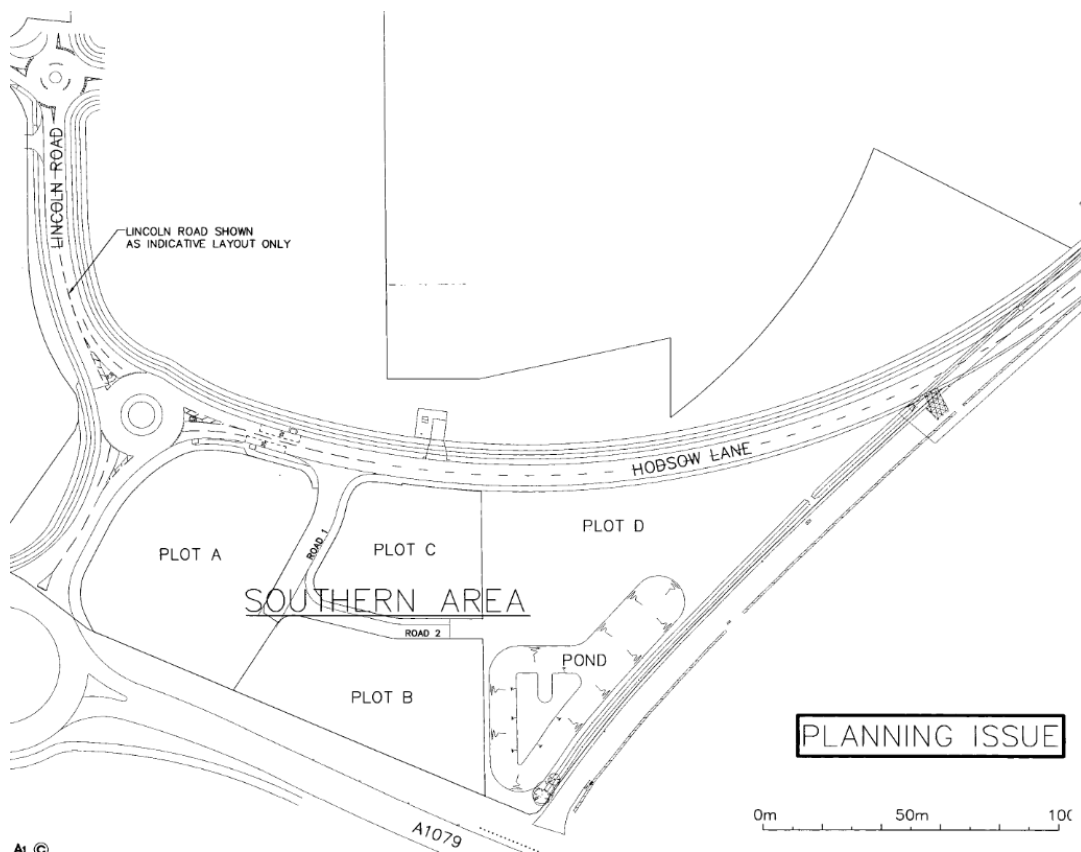 LINCOLN ROAD
LINCOLN ROAD SHOWN
AS INDICATIVE LAYOUT ONLY
HODSOW LANE
PLOT D
PLOT A
ROAD 1
PLOT C
SOUTHERN AREA
ROAD 2
POND
PLOT B
PLANNING ISSUE
0m
50m
A1079
A1 ©